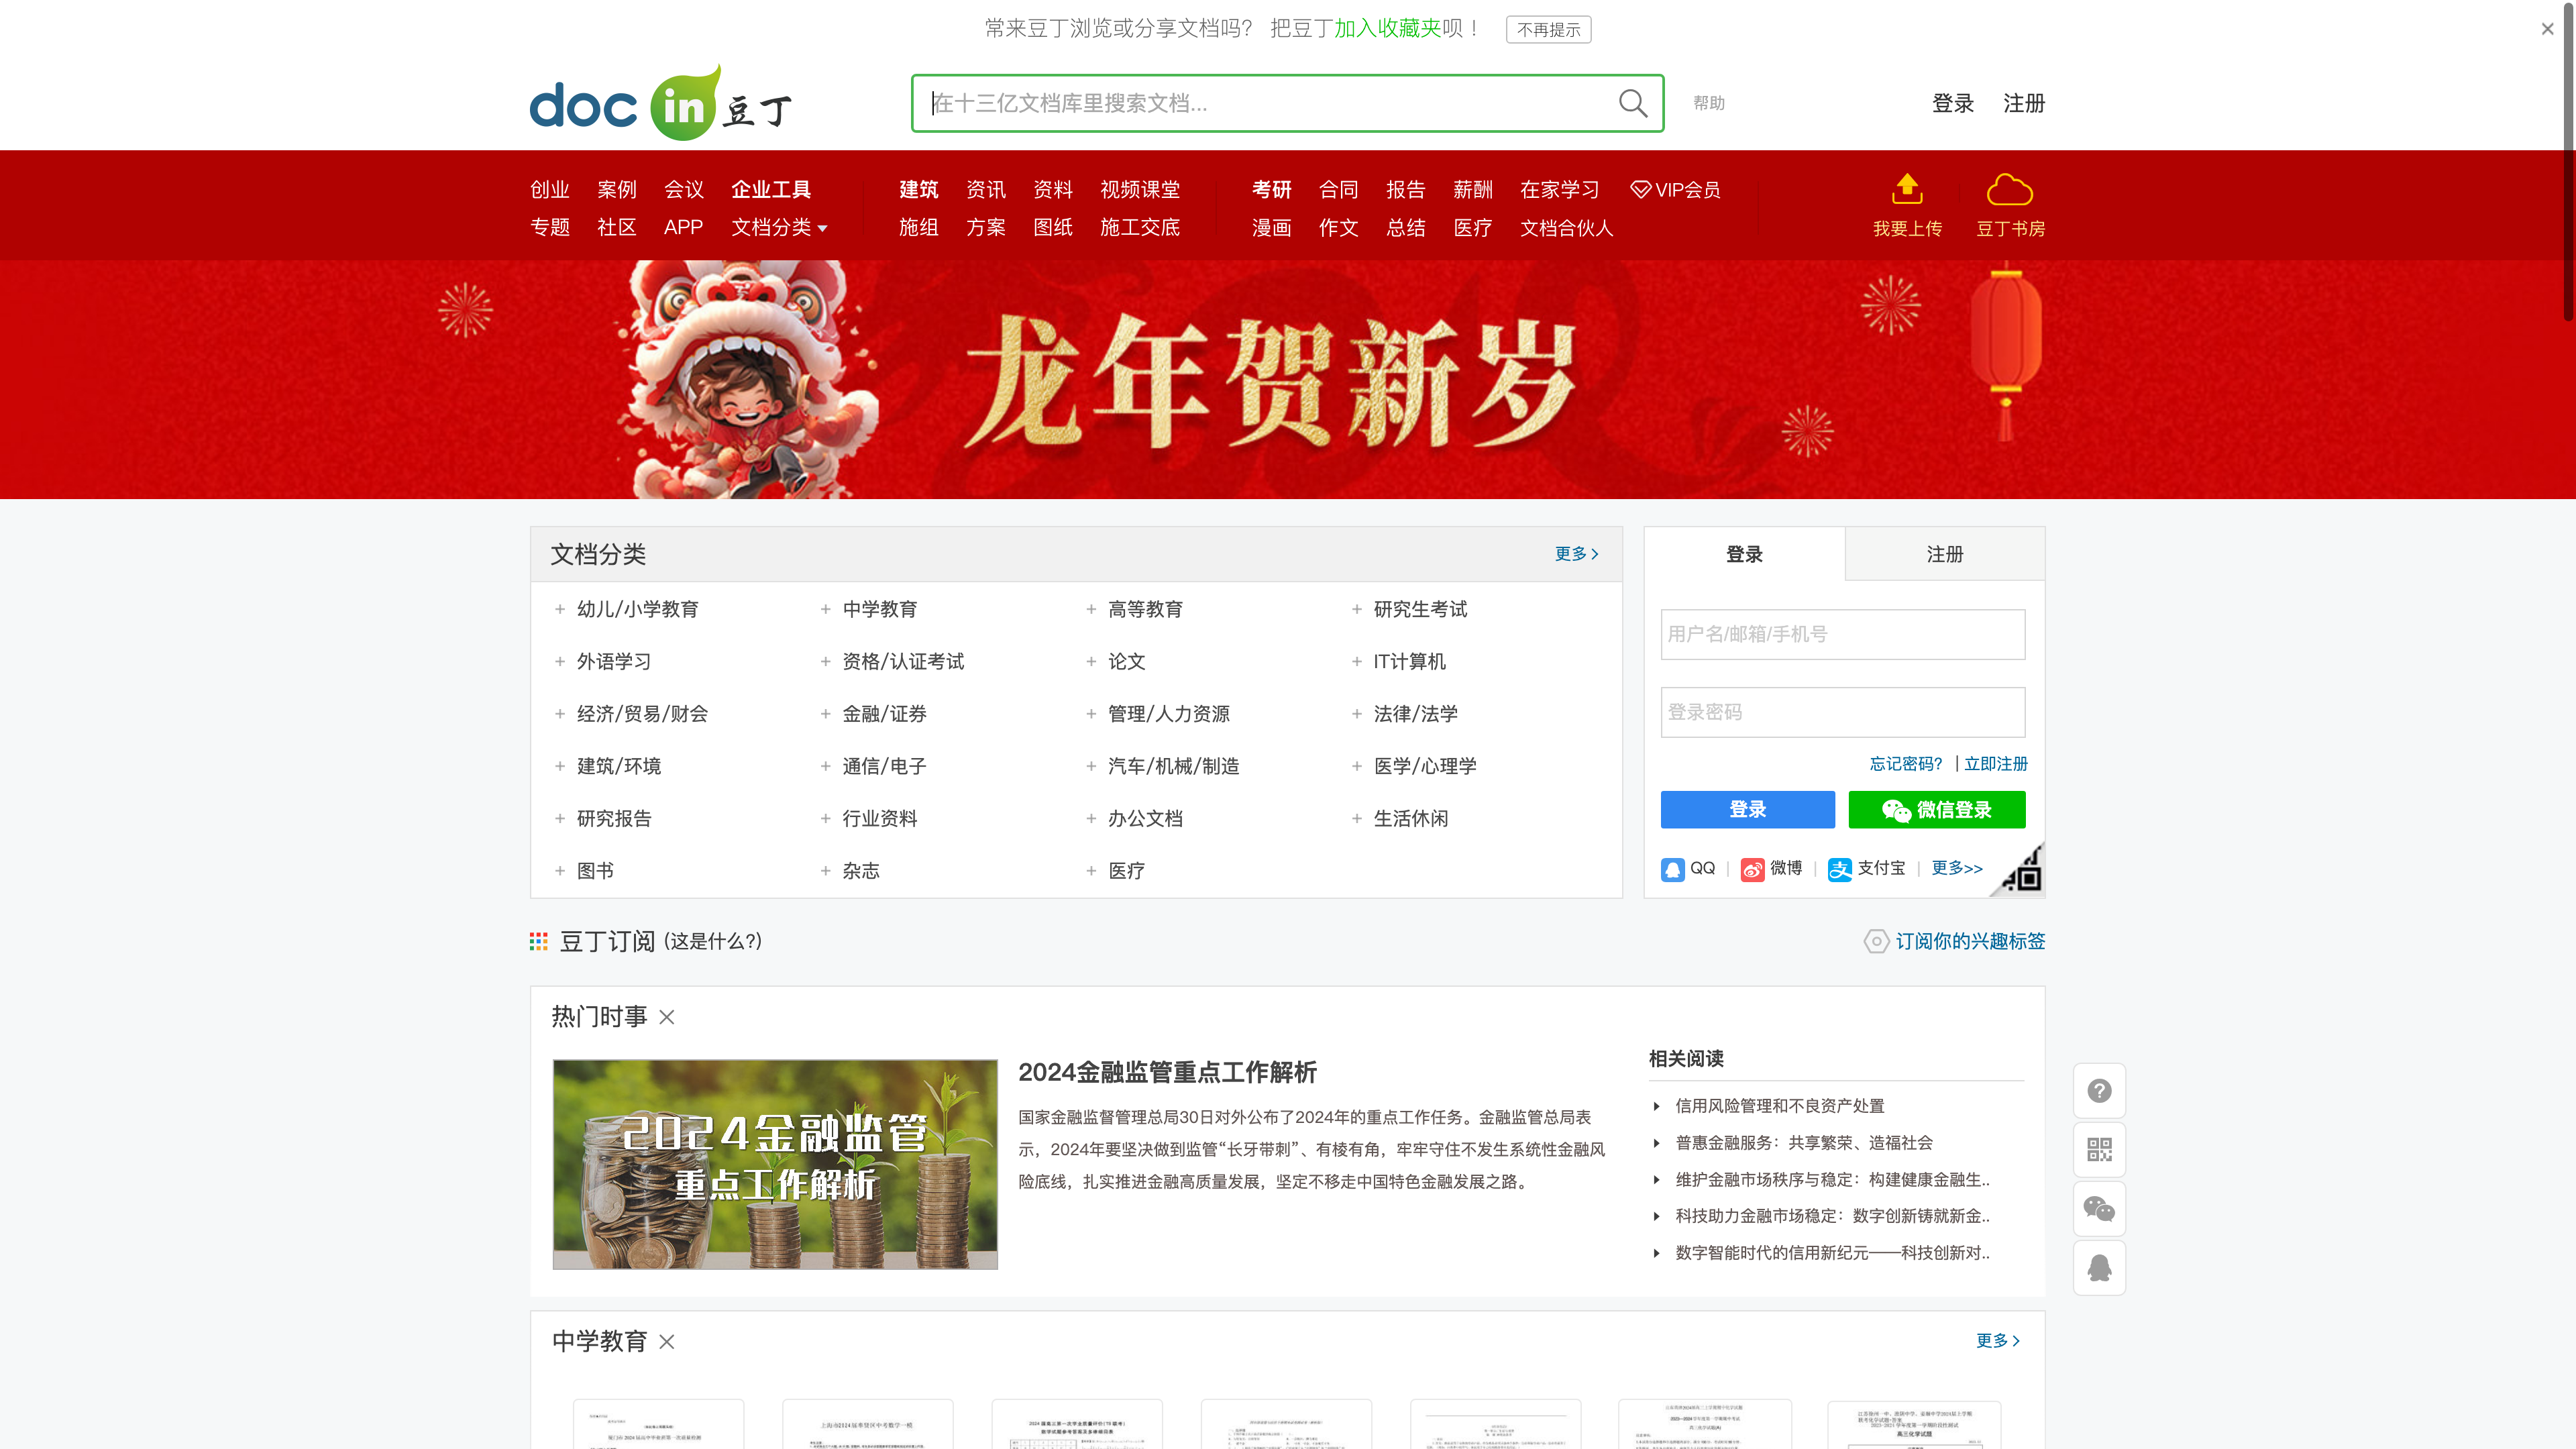 常来豆丁浏览或分享文档吗? 把豆丁加入收藏夹呗！ 不再提示
doc in 豆丁
在十三亿文档库里搜索文档...
帮助
登录 注册
创业 案例 会议 企业工具 建筑 资讯 资料 视频课堂 考研 合同 报告 薪酬 在家学习 VIP会员
专题 社区 APP 文档分类 施组 方案 图纸 施工交底 漫画 作文 总结 医疗 文档合伙人
我要上传 豆丁书房
龙年贺新岁
文档分类 更多
幼儿/小学教育 中学教育 高等教育 研究生考试
外语学习 资格/认证考试 论文 IT计算机
经济/贸易/财会 金融/证券 管理/人力资源 法律/法学
建筑/环境 通信/电子 汽车/机械/制造 医学/心理学
研究报告 行业资料 办公文档 生活休闲
图书 杂志 医疗
登录 注册
用户名/邮箱/手机号
登录密码
忘记密码? | 立即注册
登录 微信登录
QQ | 微博 | 支付宝 | 更多>>
豆丁订阅 (这是什么?)
订阅你的兴趣标签
热门时事
2024金融监管
重点工作解析
2024金融监管重点工作解析
国家金融监督管理总局30日对外公布了2024年的重点工作任务。金融监管总局表
示，2024年要坚决做到监管“长牙带刺”、有棱有角，牢牢守住不发生系统性金融风
险底线，扎实推进金融高质量发展，坚定不移走中国特色金融发展之路。
相关阅读
信用风险管理和不良资产处置
普惠金融服务：共享繁荣、造福社会
维护金融市场秩序与稳定：构建健康金融生..
科技助力金融市场稳定：数字创新铸就新金..
数字智能时代的信用新纪元——科技创新对..
中学教育 更多
高三化学试题